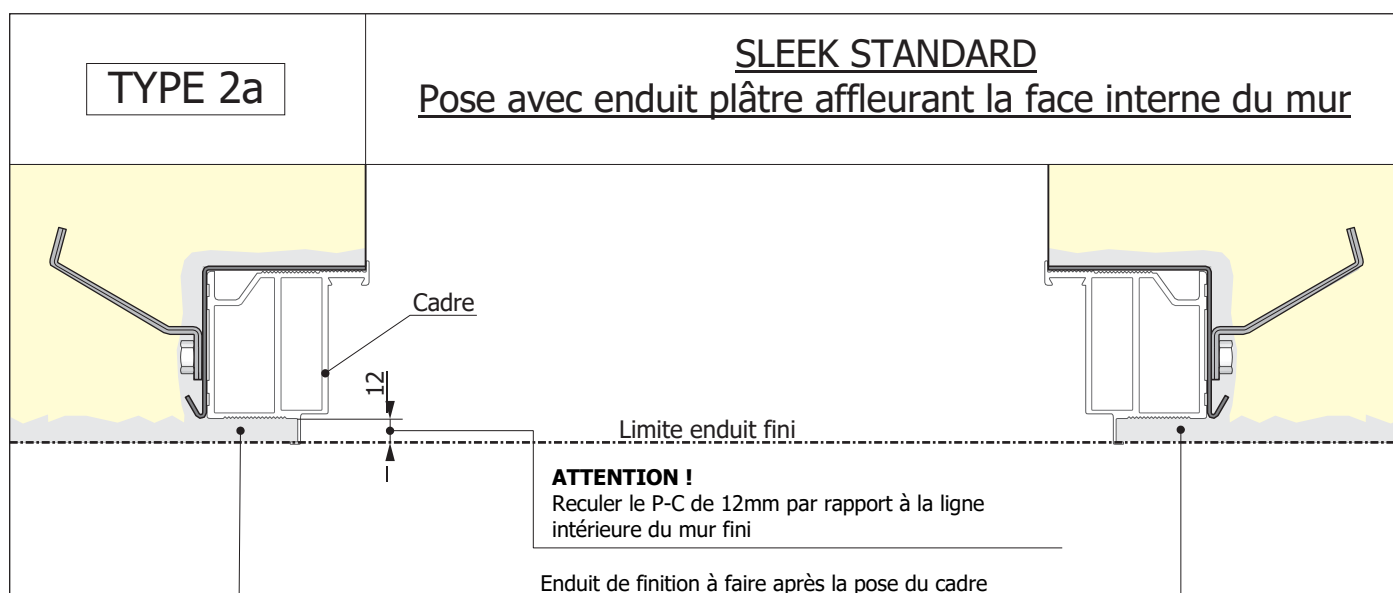 TYPE 2a
SLEEK STANDARD
Pose avec enduit plâtre affleurant la face interne du mur
Cadre
12
Limite enduit fini
ATTENTION !
Reculer le P-C de 12mm par rapport à la ligne
intérieure du mur fini
Enduit de finition à faire après la pose du cadre